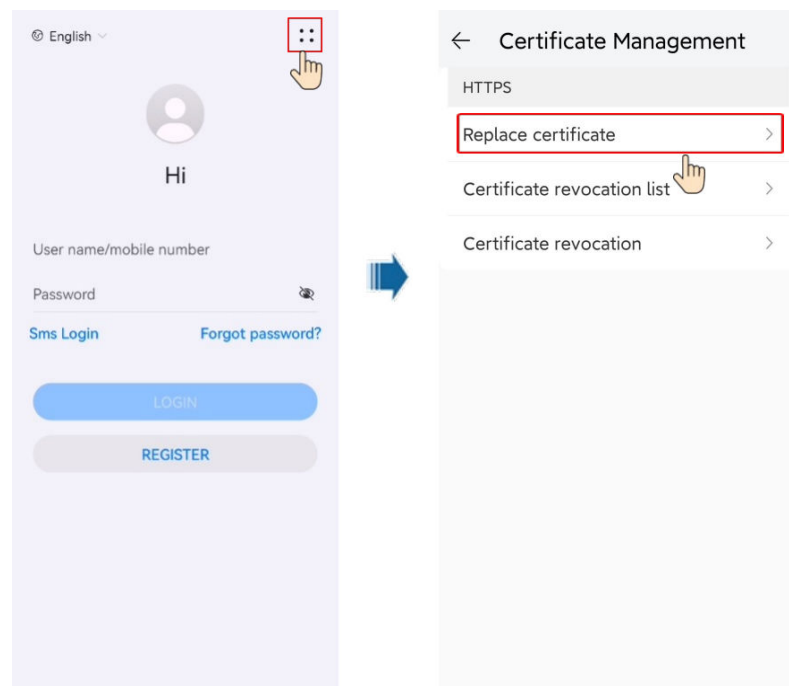 English
Hi
User name/mobile number
Password
Sms Login
Forgot password?
LOGIN
REGISTER
Certificate Management
HTTPS
Replace certificate
Certificate revocation list
Certificate revocation